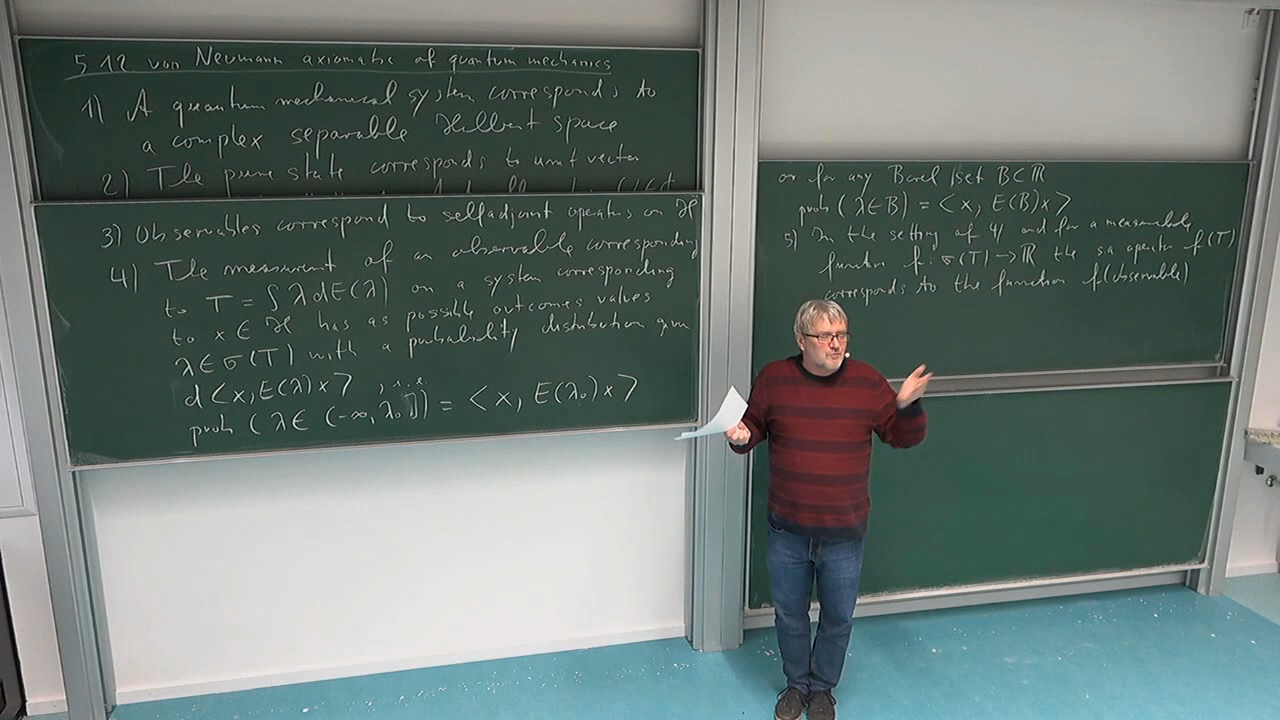 5.12 von Neumann axiomatic of quantum mechanics
1) A quantum mechanical system corresponds to
a complex separable Hilbert space
2) The pure state corresponds to unit vector
3) Observables correspond to selfadjoint operators on ℋ
4) The measurement of an observable corresponding
to T = ∫ λ dE(λ) on a system corresponding
to x ∈ ℋ has as possible outcomes values
λ ∈ σ(T) with a probability distribution given
d<x, E(λ)x>, i.e.
prob (λ ∈ (-∞, λ₀]) = <x, E(λ₀)x>
or for any Borel set B⊂ℝ
prob (λ∈B) = <x, E(B)x>
5) In the setting of 4) and for a measurable
function f: σ(T) → ℝ the sa operator f(T)
corresponds to the function f(observable)